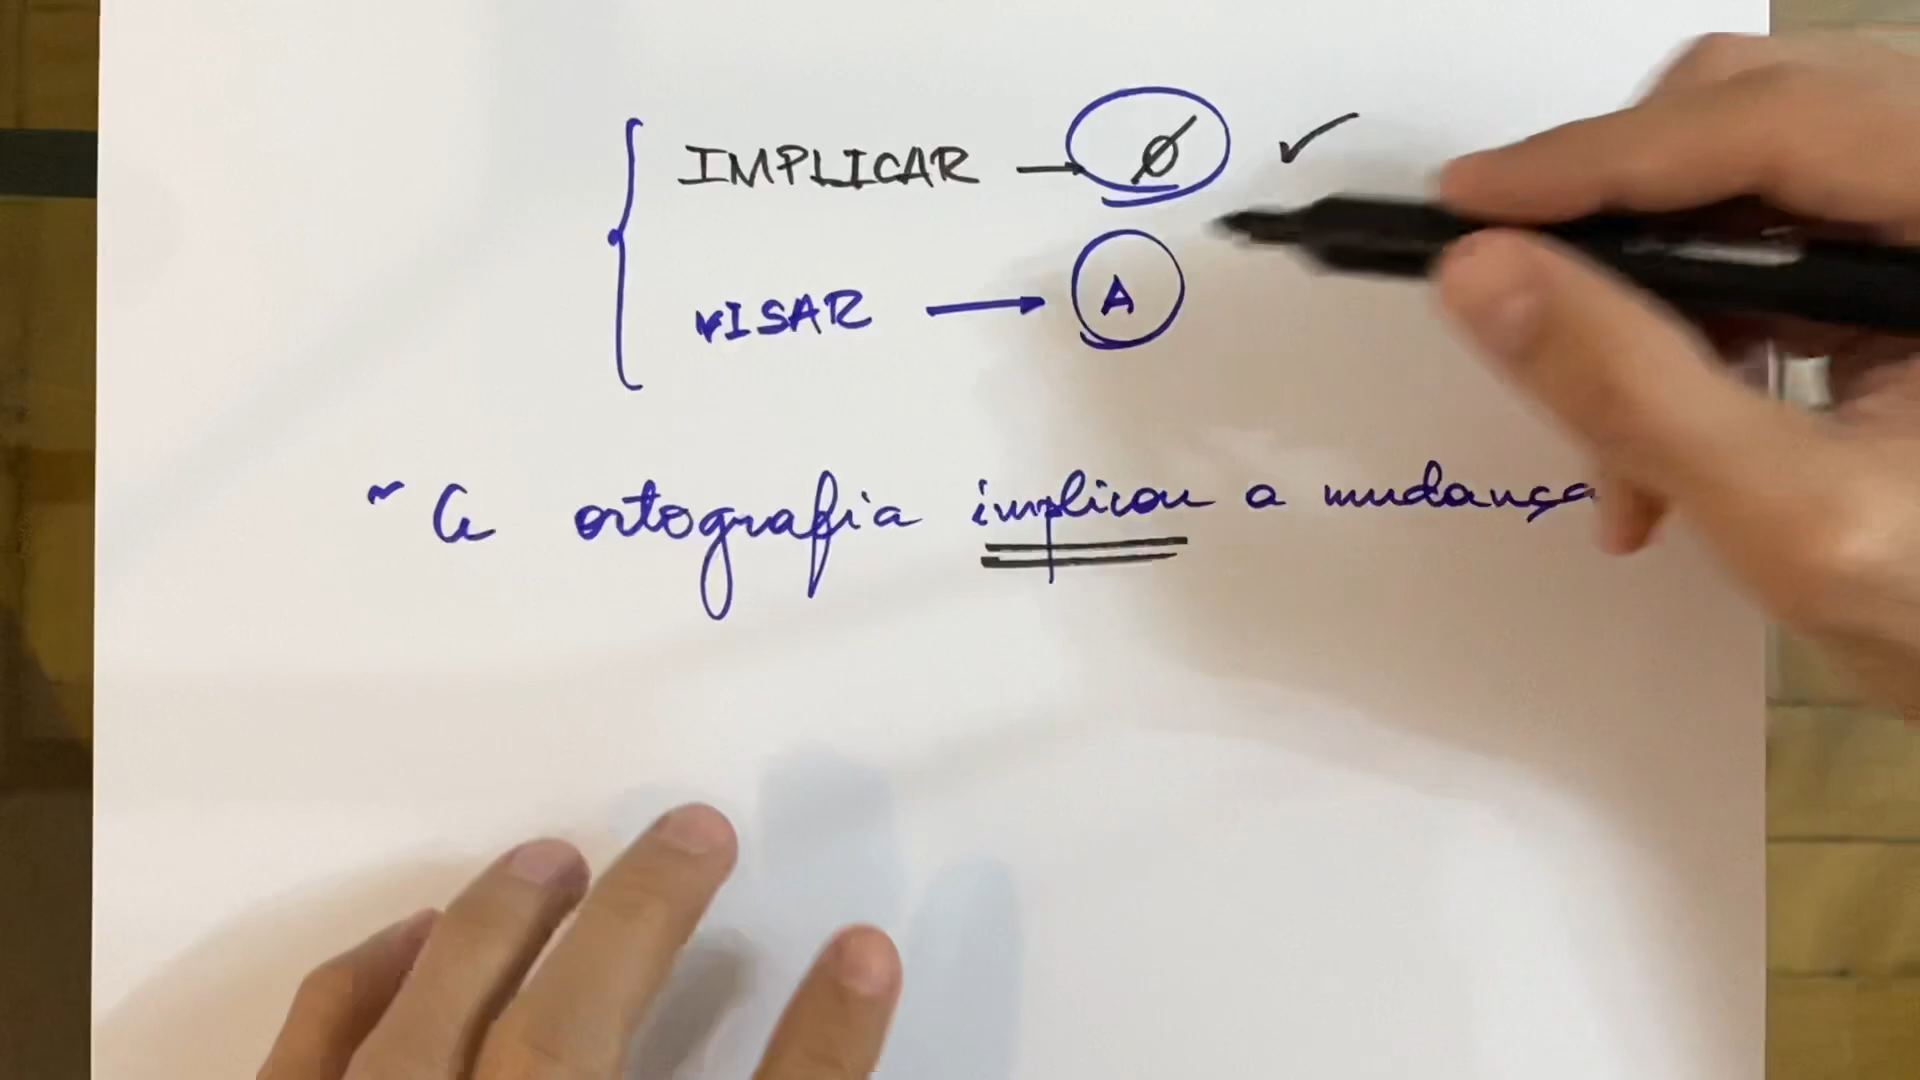 IMPLICAR → Ø ✓
VISAR → A
~ A ortografia implicou a mudança